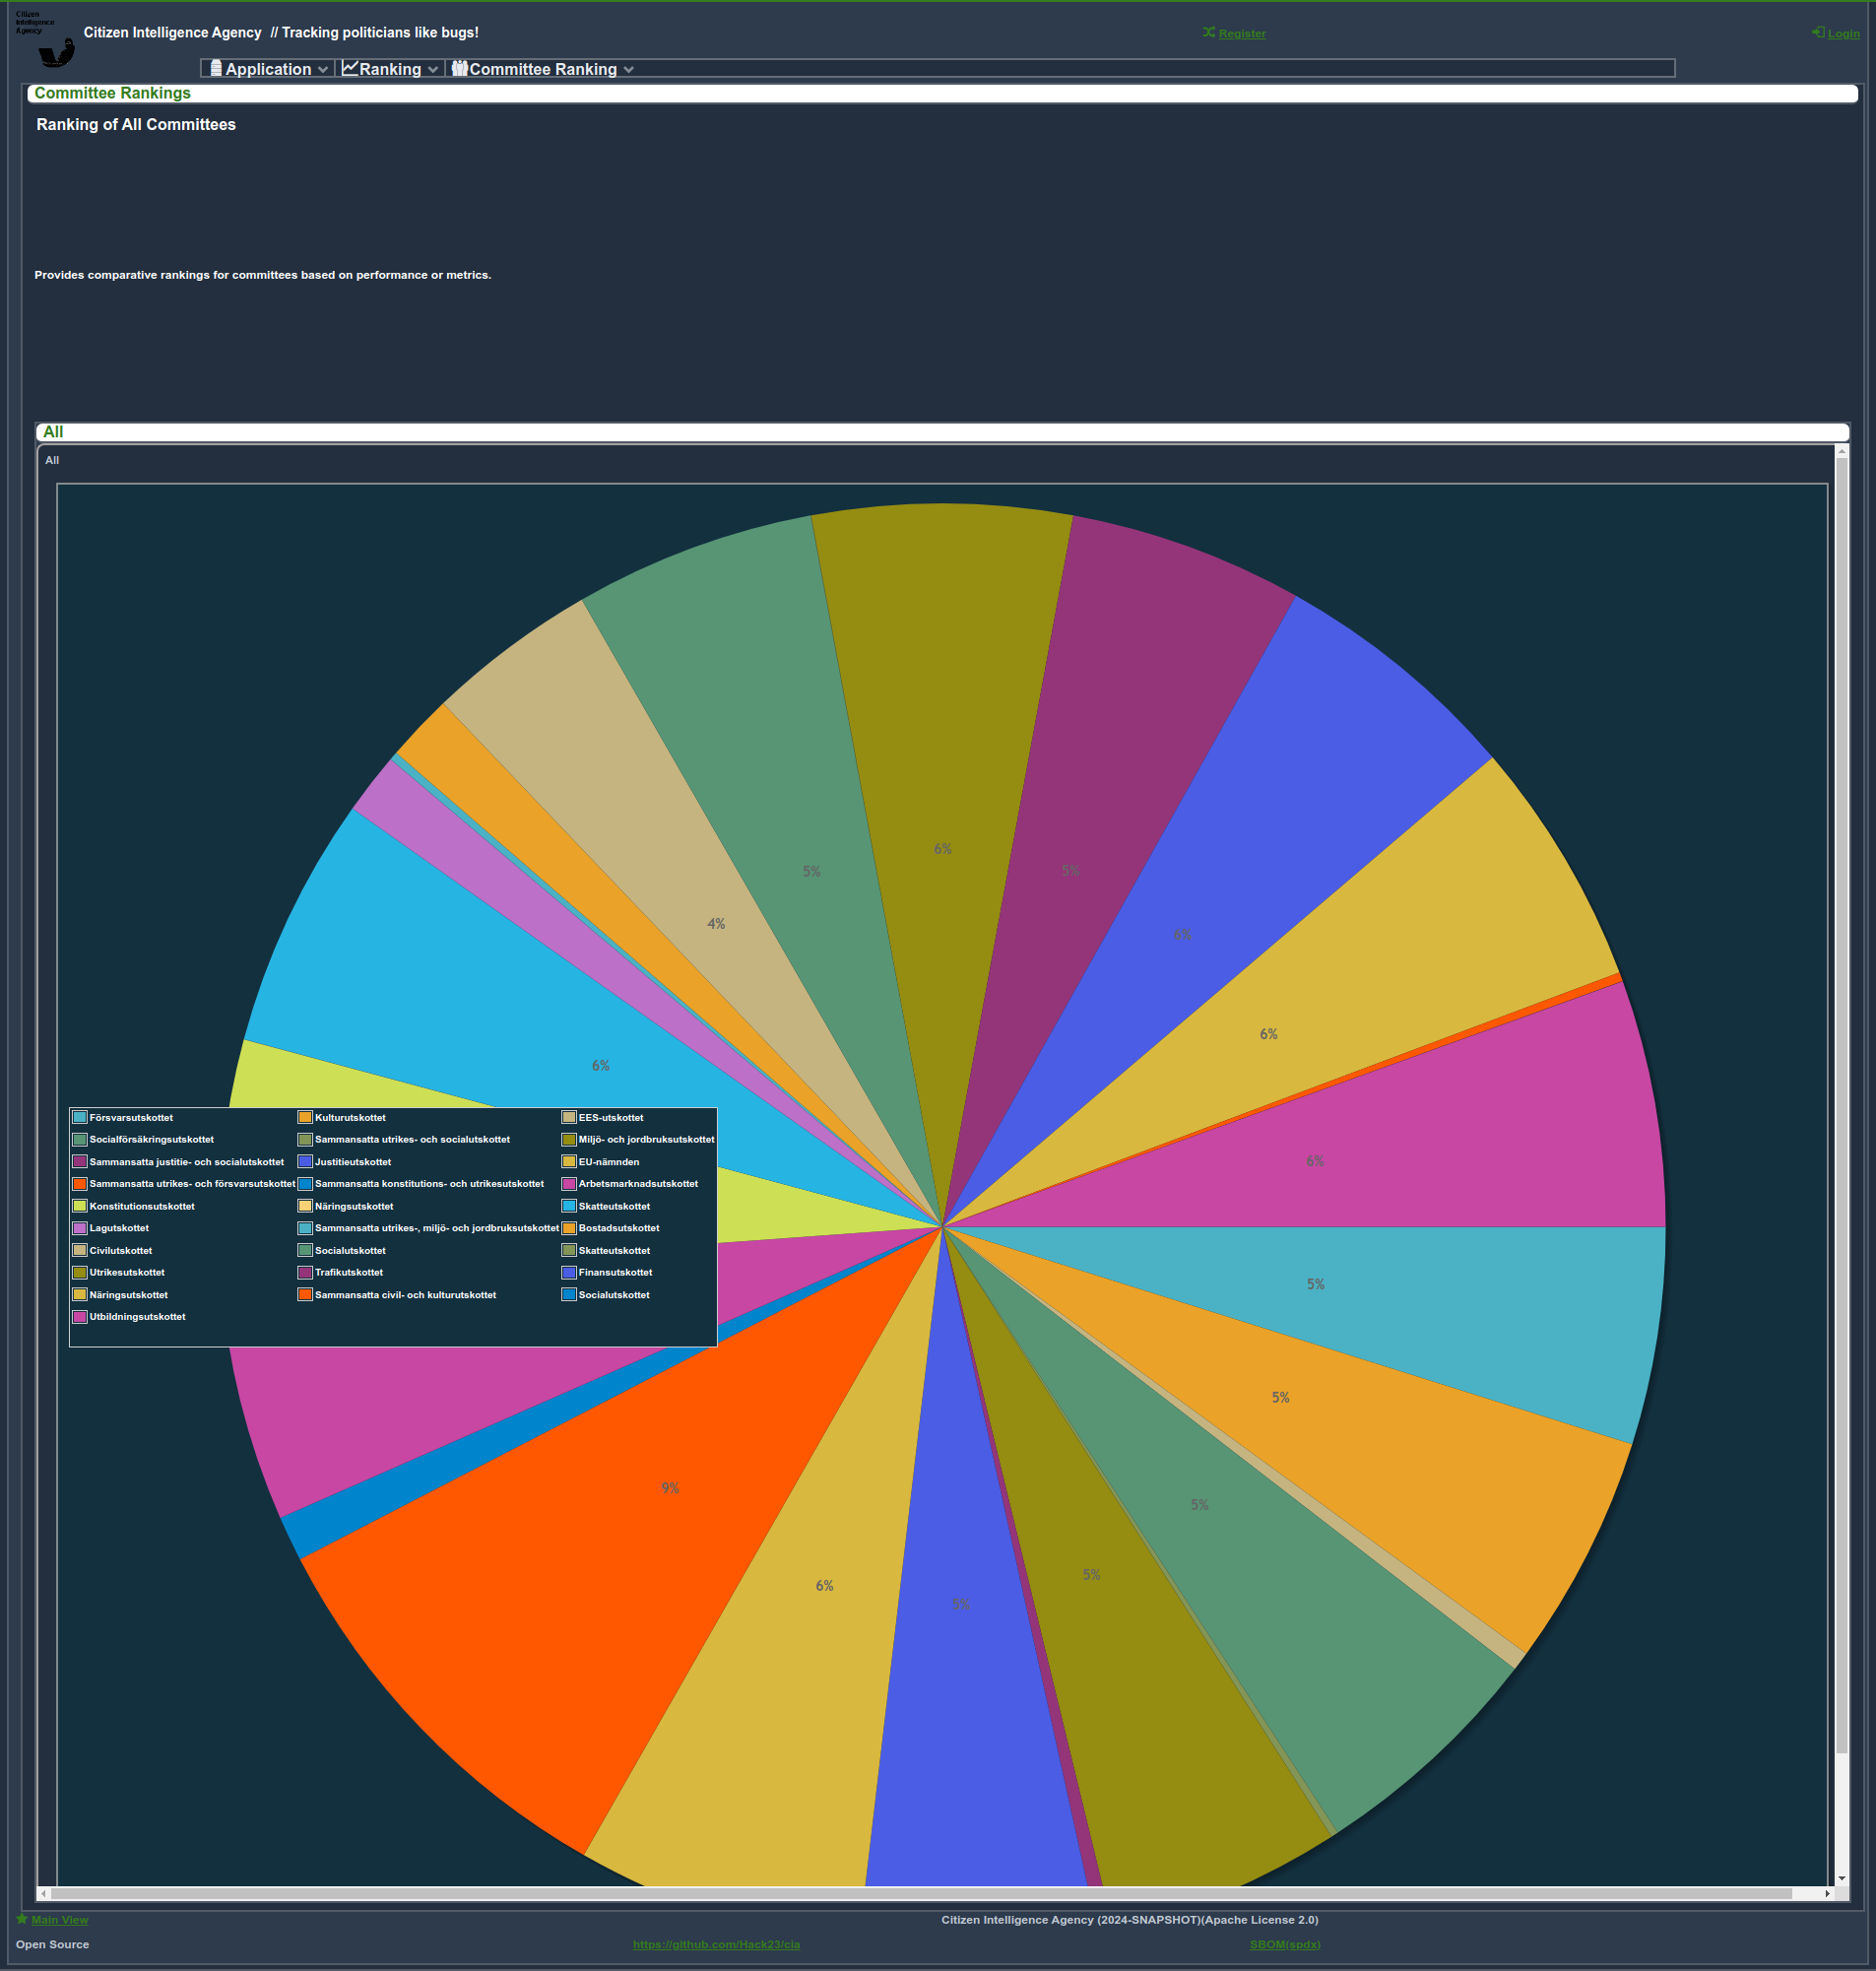 Citizen
Intelligence
Agency
Citizen Intelligence Agency // Tracking politicians like bugs!
Register
Login
Application
Ranking
Committee Ranking
Committee Rankings
Ranking of All Committees
Provides comparative rankings for committees based on performance or metrics.
All
All
6%
5%
5%
6%
4%
6%
6%
6%
6%
5%
5%
9%
5%
5%
6%
5%
Försvarsutskottet Kulturutskottet EES-utskottet
Socialförsäkringsutskottet Sammansatta utrikes- och socialutskottet Miljö- och jordbruksutskottet
Sammansatta justitie- och socialutskottet Justitieutskottet EU-nämnden
Sammansatta utrikes- och försvarsutskottet Sammansatta konstitutions- och utrikesutskottet Arbetsmarknadsutskottet
Konstitutionsutskottet Näringsutskottet Skatteutskottet
Lagutskottet Sammansatta utrikes-, miljö- och jordbruksutskottet Bostadsutskottet
Civilutskottet Socialutskottet Skatteutskottet
Utrikesutskottet Trafikutskottet Finansutskottet
Näringsutskottet Sammansatta civil- och kulturutskottet Socialutskottet
Utbildningsutskottet
Main View
Citizen Intelligence Agency (2024-SNAPSHOT)(Apache License 2.0)
Open Source
https://github.com/Hack23/cia
SBOM(spdx)